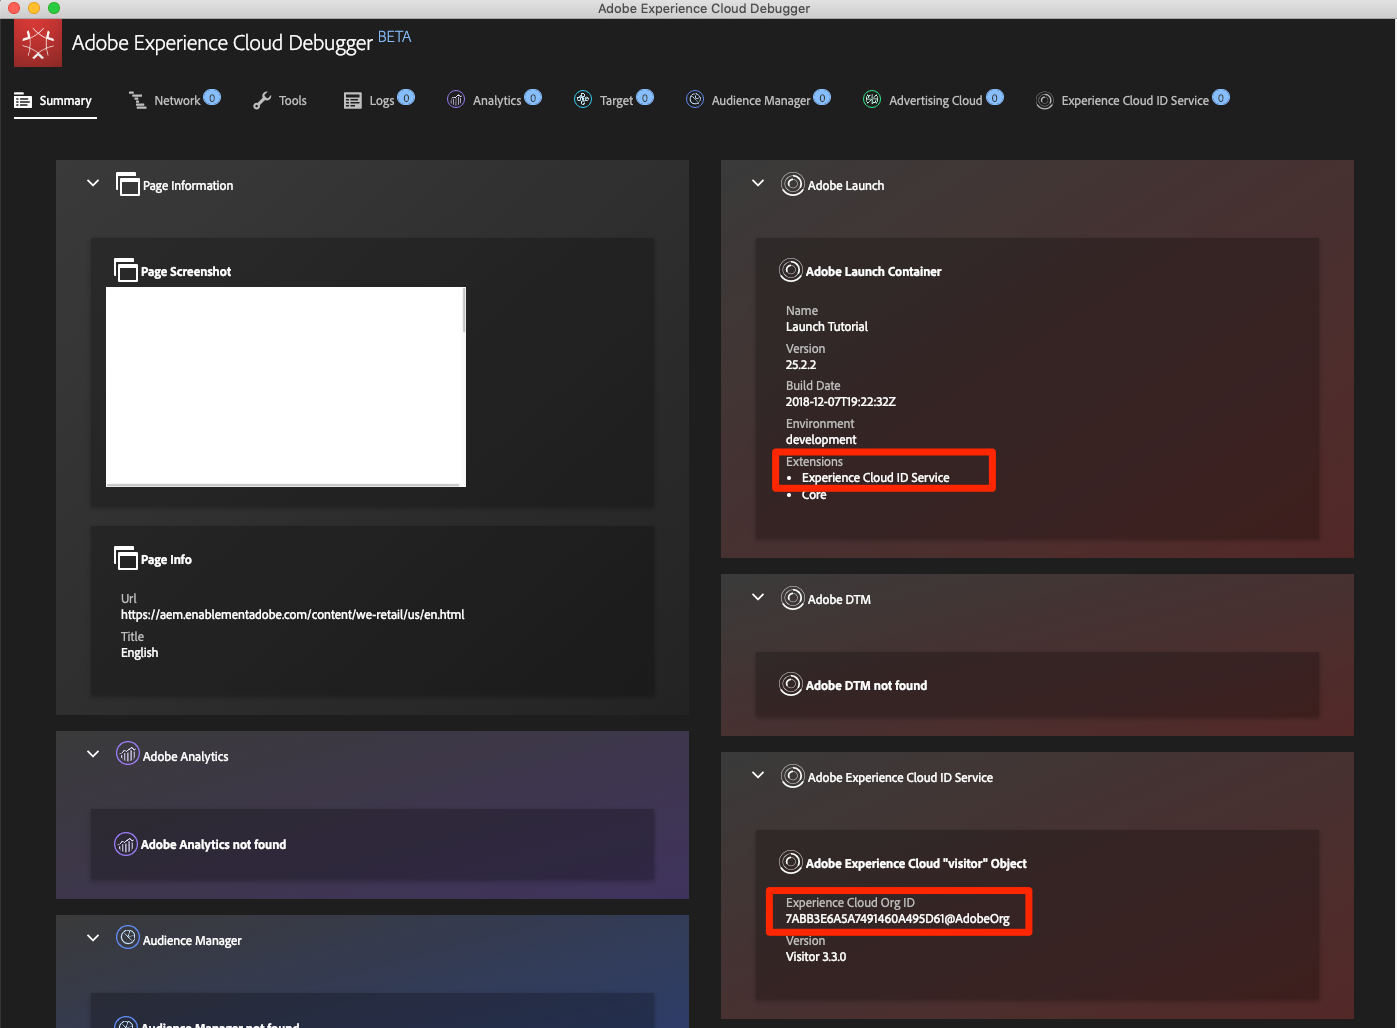 Adobe Experience Cloud Debugger
Adobe Experience Cloud Debugger BETA
Summary
Network 0
Tools
Logs 0
Analytics 0
Target 0
Audience Manager 0
Advertising Cloud 0
Experience Cloud ID Service 0
Page Information
Page Screenshot
Page Info
Url
https://aem.enablementadobe.com/content/we-retail/us/en.html
Title
English
Adobe Analytics
Adobe Analytics not found
Audience Manager
Audience Manager not found
Adobe Launch
Adobe Launch Container
Name
Launch Tutorial
Version
25.2.2
Build Date
2018-12-07T19:22:32Z
Environment
development
Extensions
• Experience Cloud ID Service
• Core
Adobe DTM
Adobe DTM not found
Adobe Experience Cloud ID Service
Adobe Experience Cloud "visitor" Object
Experience Cloud Org ID
7ABB3E6A5A7491460A495D61@AdobeOrg
Version
Visitor 3.3.0